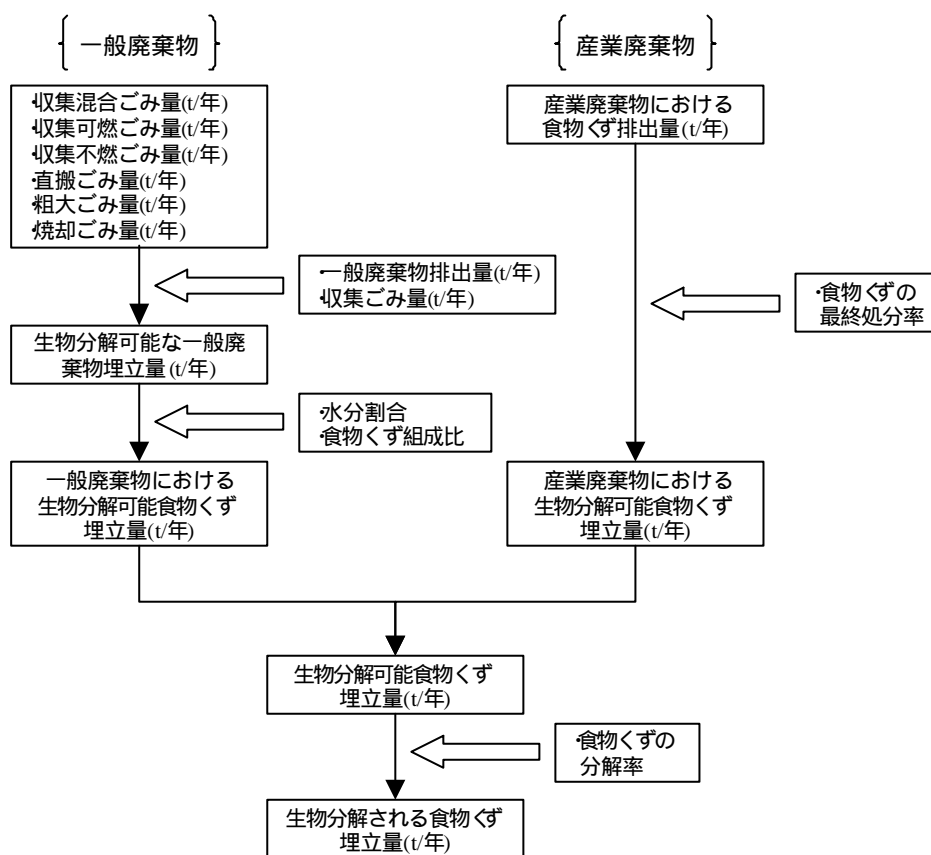 一般廃棄物
産業廃棄物
・収集混合ごみ量(t/年)
・収集可燃ごみ量(t/年)
・収集不燃ごみ量(t/年)
・直搬ごみ量(t/年)
・粗大ごみ量(t/年)
・焼却ごみ量(t/年)
産業廃棄物における
食物くず排出量(t/年)
・一般廃棄物排出量(t/年)
・収集ごみ量(t/年)
・食物くずの
最終処分率
生物分解可能な一般廃
棄物埋立量(t/年)
・水分割合
・食物くず組成比
一般廃棄物における
生物分解可能食物くず
埋立量(t/年)
産業廃棄物における
生物分解可能食物くず
埋立量(t/年)
生物分解可能食物くず
埋立量(t/年)
・食物くずの
分解率
生物分解される食物くず
埋立量(t/年)